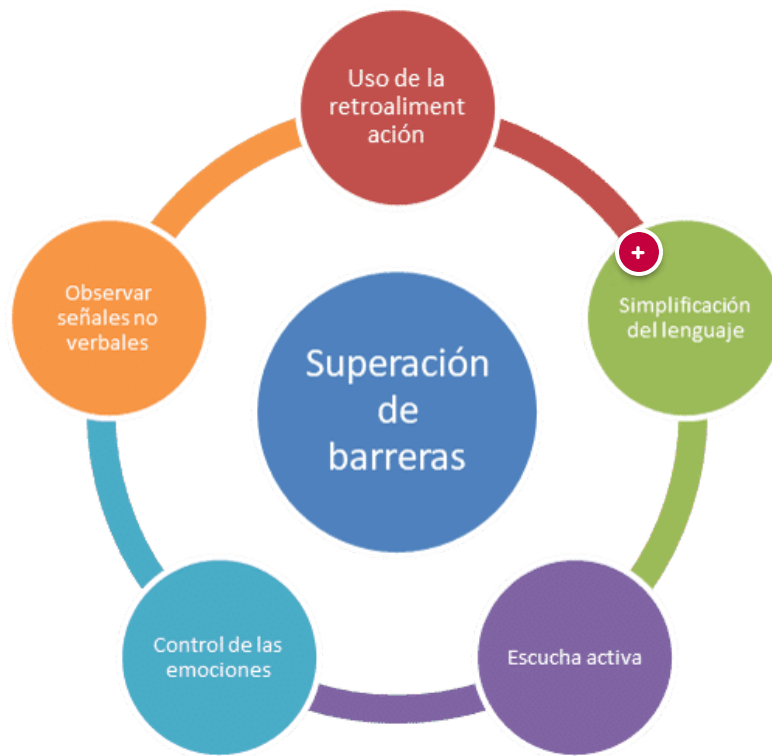 Uso de la
retroaliment
ación
+
Simplificación
del lenguaje
Observar
señales no
verbales
Superación
de
barreras
Control de las
emociones
Escucha activa